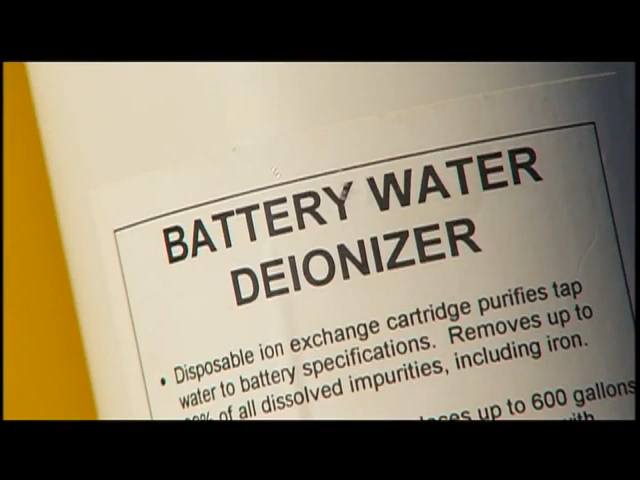 BATTERY WATER
DEIONIZER
• Disposable ion exchange cartridge purifies tap
water to battery specifications. Removes up to
of all dissolved impurities, including iron.
up to 600 gallons
with